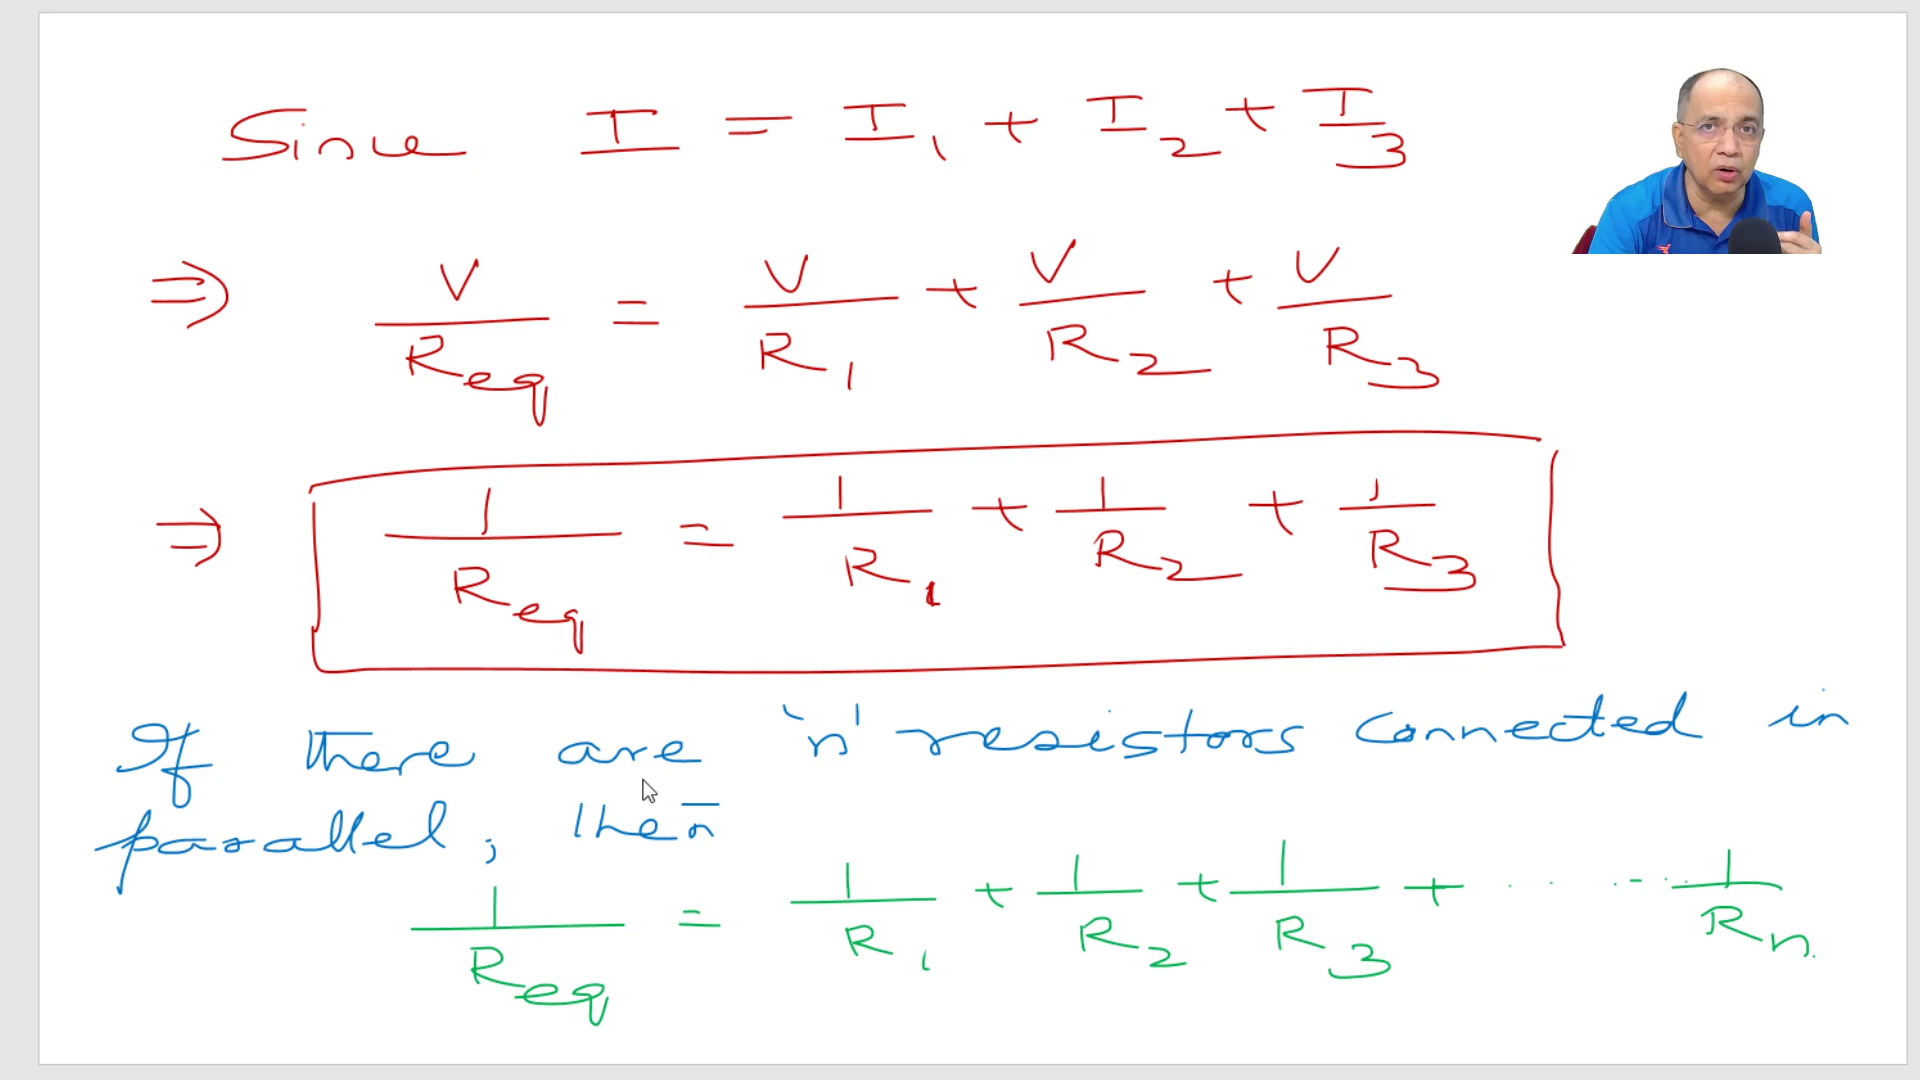 Since I = I₁ + I₂ + I₃
⇒ V/Req = V/R₁ + V/R₂ + V/R₃
⇒ 1/Req = 1/R₁ + 1/R₂ + 1/R₃
If there are 'n' resistors connected in
parallel, then
1/Req = 1/R₁ + 1/R₂ + 1/R₃ + ...... 1/Rn.